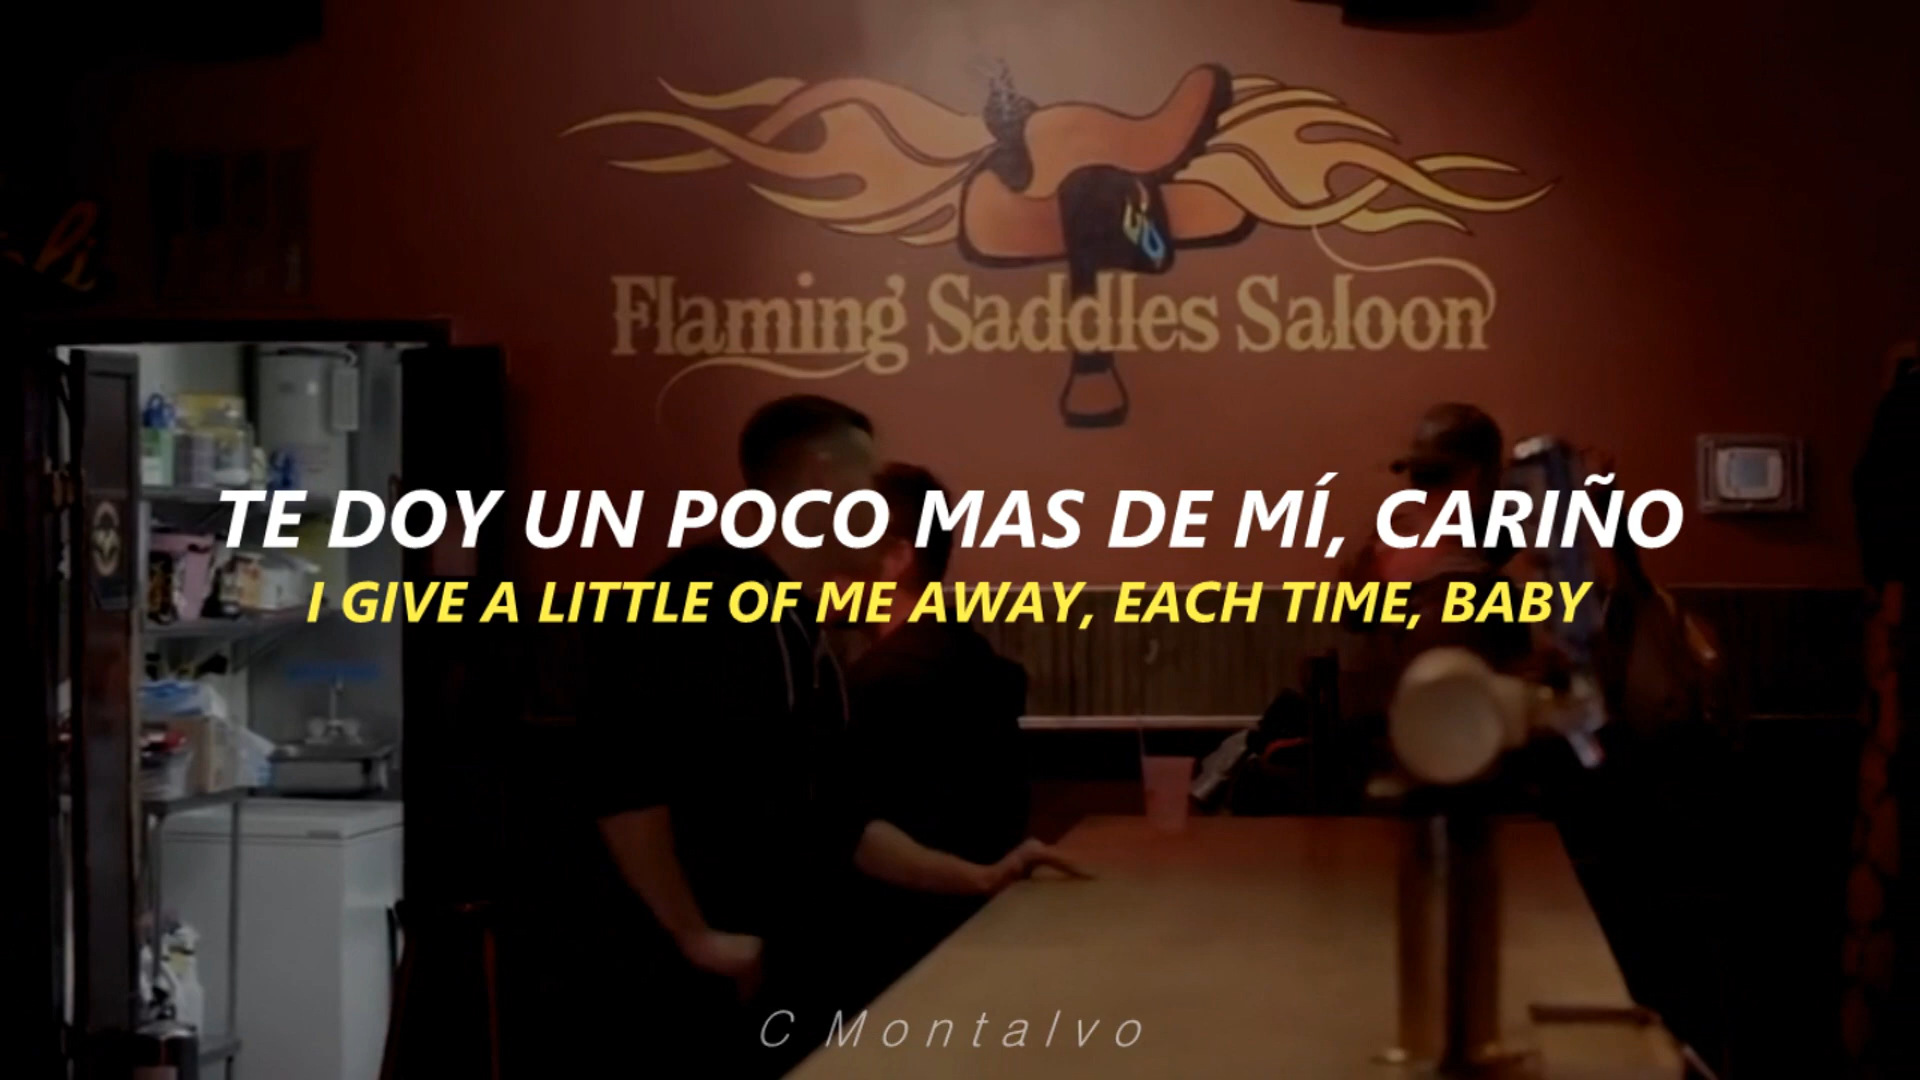 Flaming Saddles Saloon
TE DOY UN POCO MAS DE MÍ, CARIÑO
I GIVE A LITTLE OF ME AWAY, EACH TIME, BABY
C Montalvo